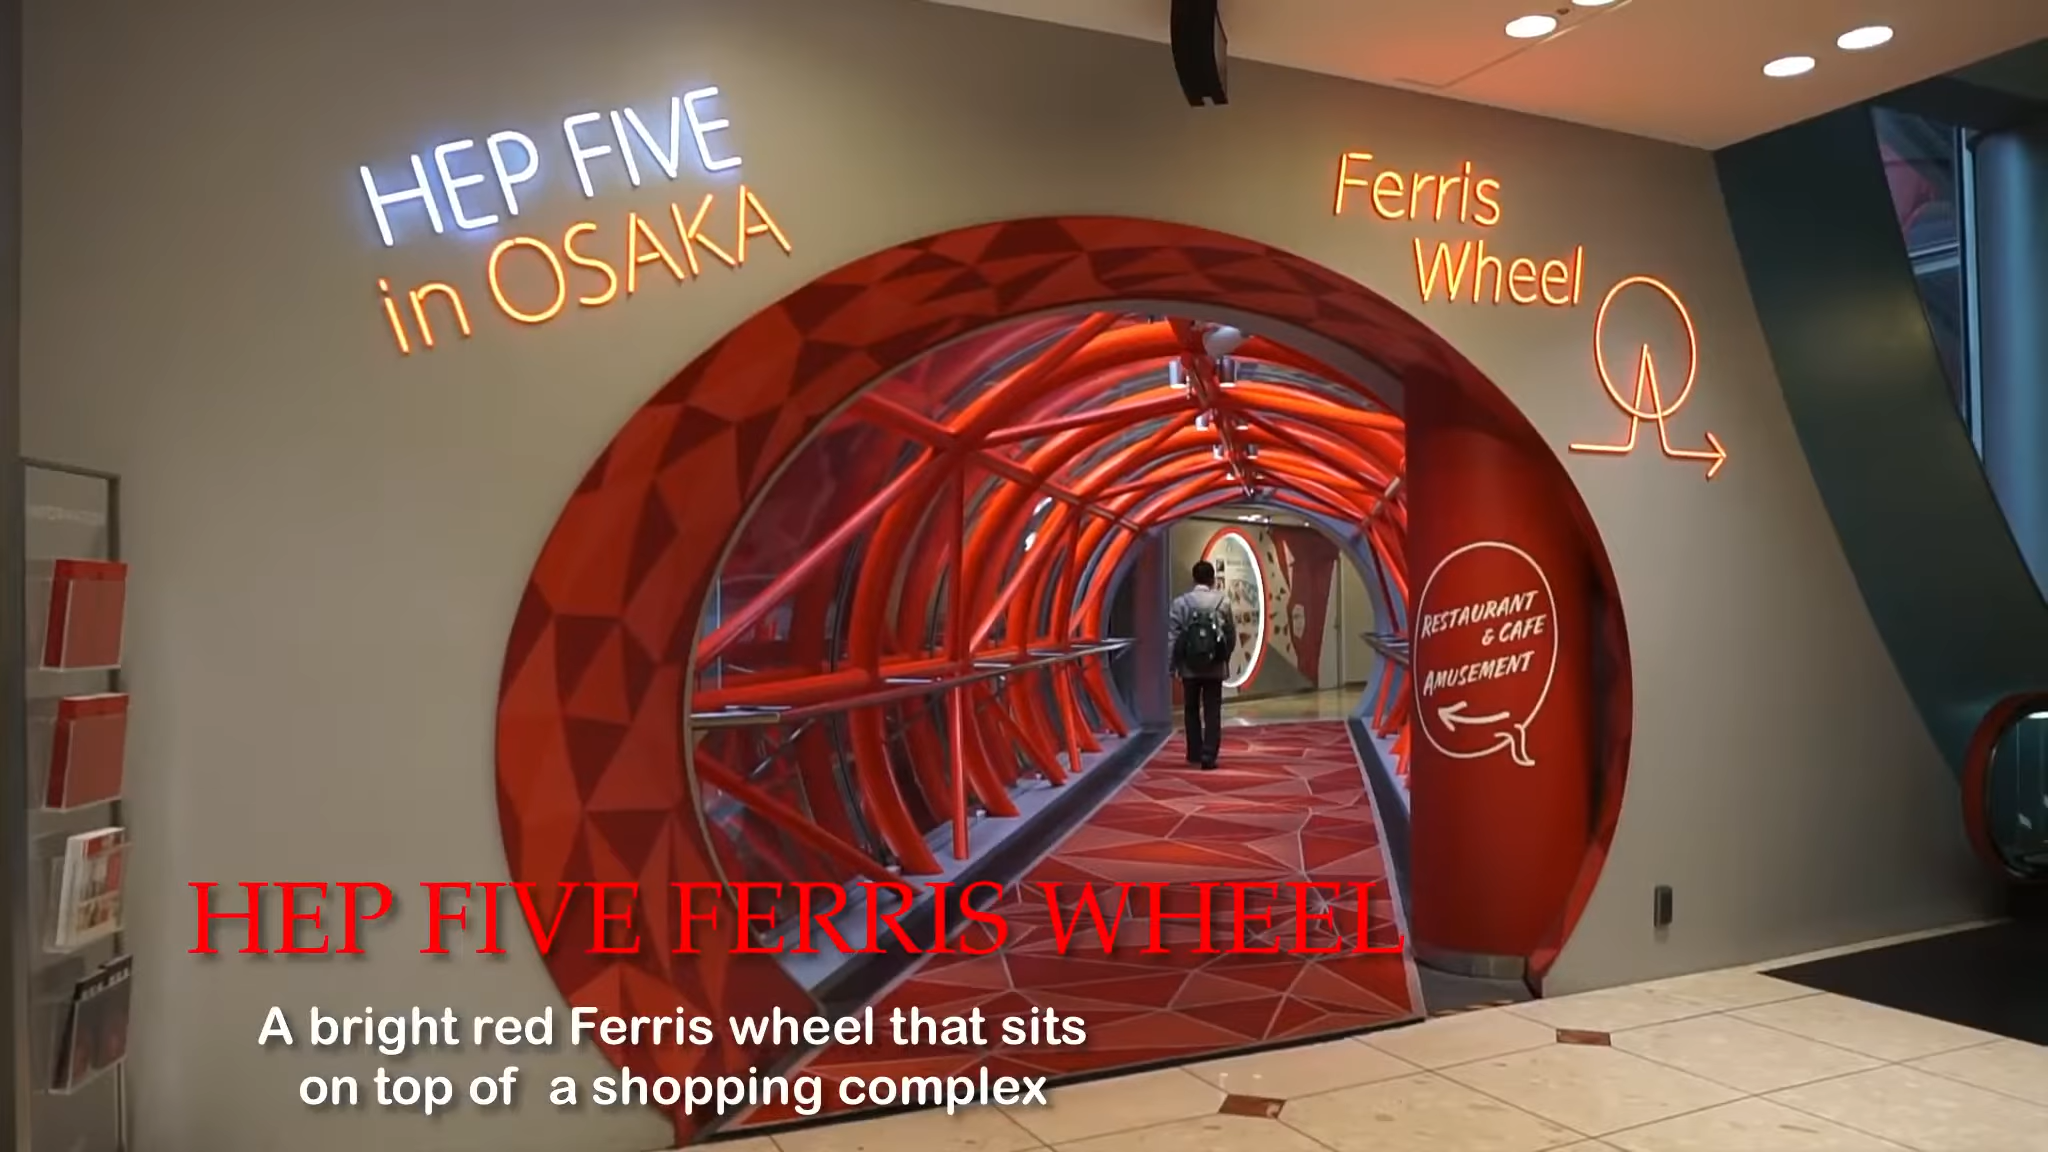 HEP FIVE
in OSAKA
Ferris
Wheel
RESTAURANT
& CAFE
AMUSEMENT
HEP FIVE FERRIS WHEEL
A bright red Ferris wheel that sits
on top of a shopping complex